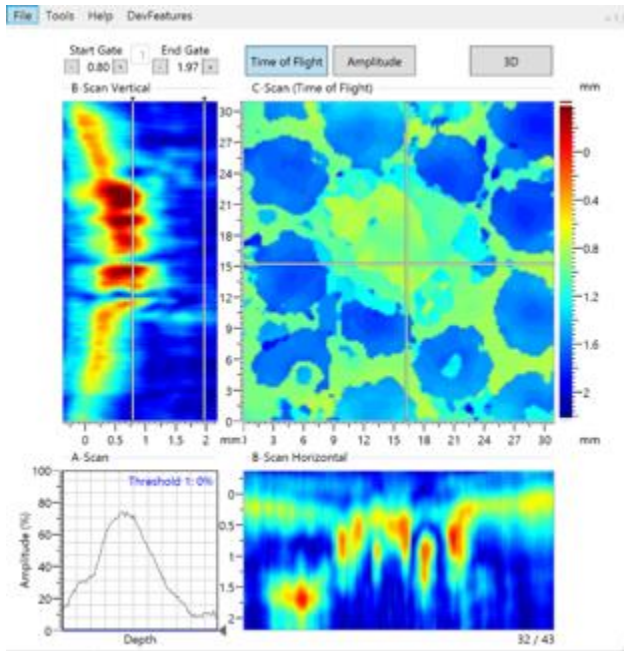 File Tools Help DevFeatures
Start Gate 1 End Gate
- 0.80 + - 1.97 +
Time of Flight Amplitude 3D
B-Scan Vertical C-Scan (Time of Flight) mm
30
27
24
21
18
15
12
9
6
3
0
-0
-0.4
-0.8
-1.2
-1.6
-2
0 0.5 1 1.5 2 mm
3 6 9 12 15 18 21 24 27 30 mm
A-Scan B-Scan Horizontal
Threshold 1: 0%
100
80
60
40
20
0
Amplitude (%)
Depth
0
0.5
1
1.5
2
32 / 43